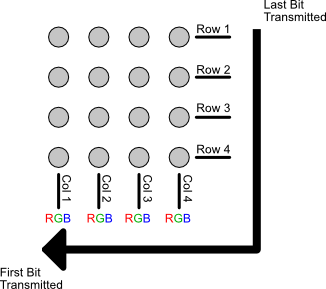 Last Bit
Transmitted
Row 1
Row 2
Row 3
Row 4
Col 1
Col 2
Col 3
Col 4
RGB RGB RGB RGB
First Bit
Transmitted